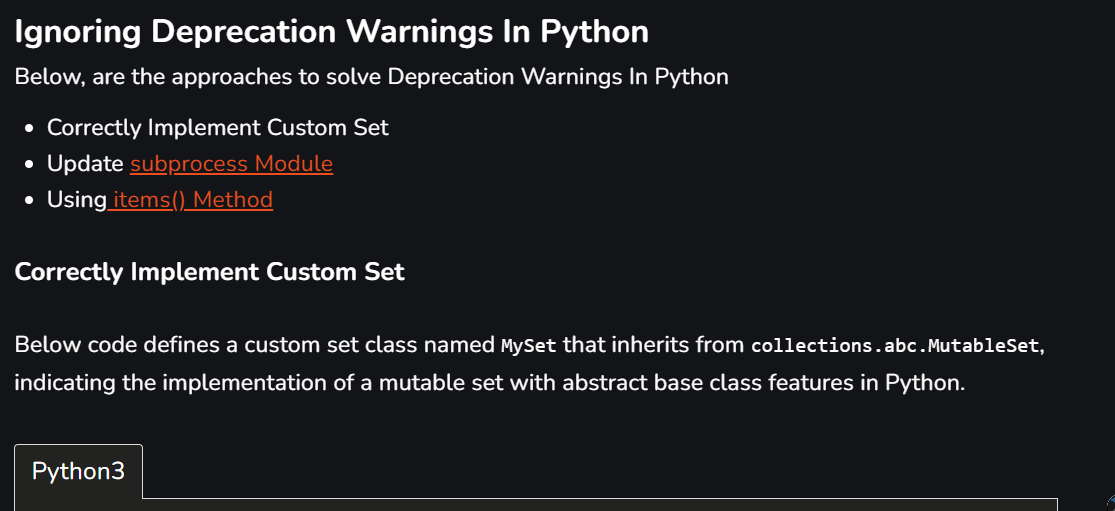 Ignoring Deprecation Warnings In Python
Below, are the approaches to solve Deprecation Warnings In Python
Correctly Implement Custom Set
Update subprocess Module
Using items() Method
Correctly Implement Custom Set
Below code defines a custom set class named MySet that inherits from collections.abc.MutableSet,
indicating the implementation of a mutable set with abstract base class features in Python.
Python3